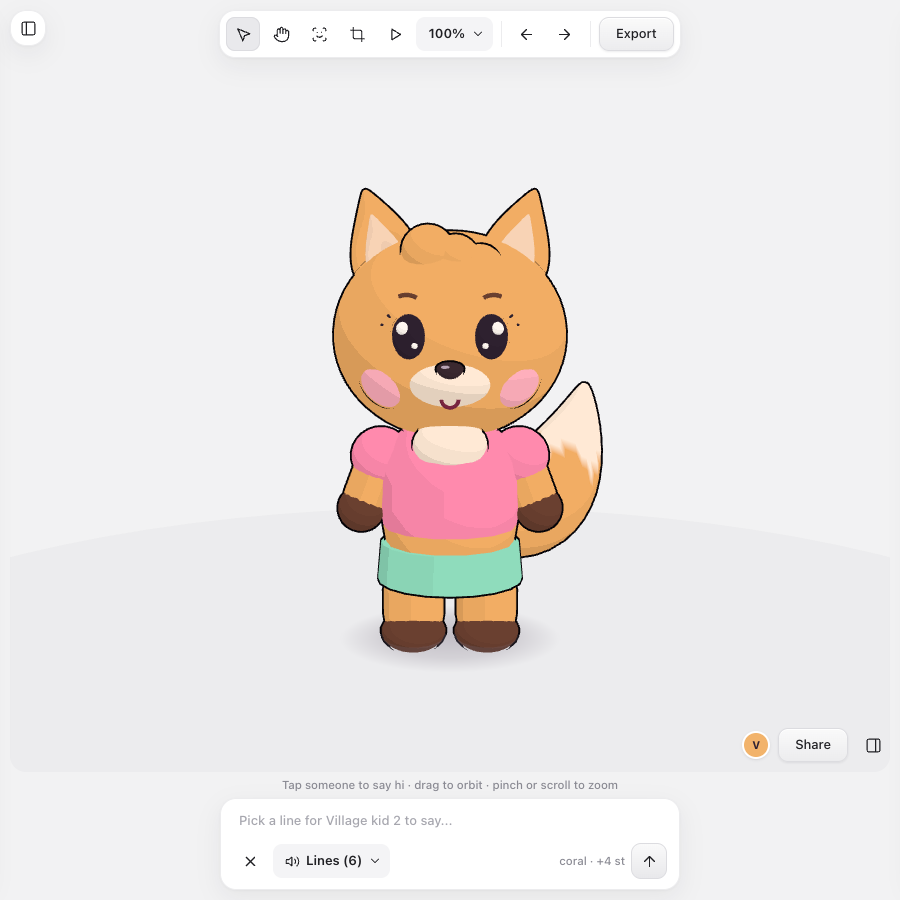 100%
Export
V
Share
Tap someone to say hi · drag to orbit · pinch or scroll to zoom
Pick a line for Village kid 2 to say...
Lines (6)
coral · +4 st